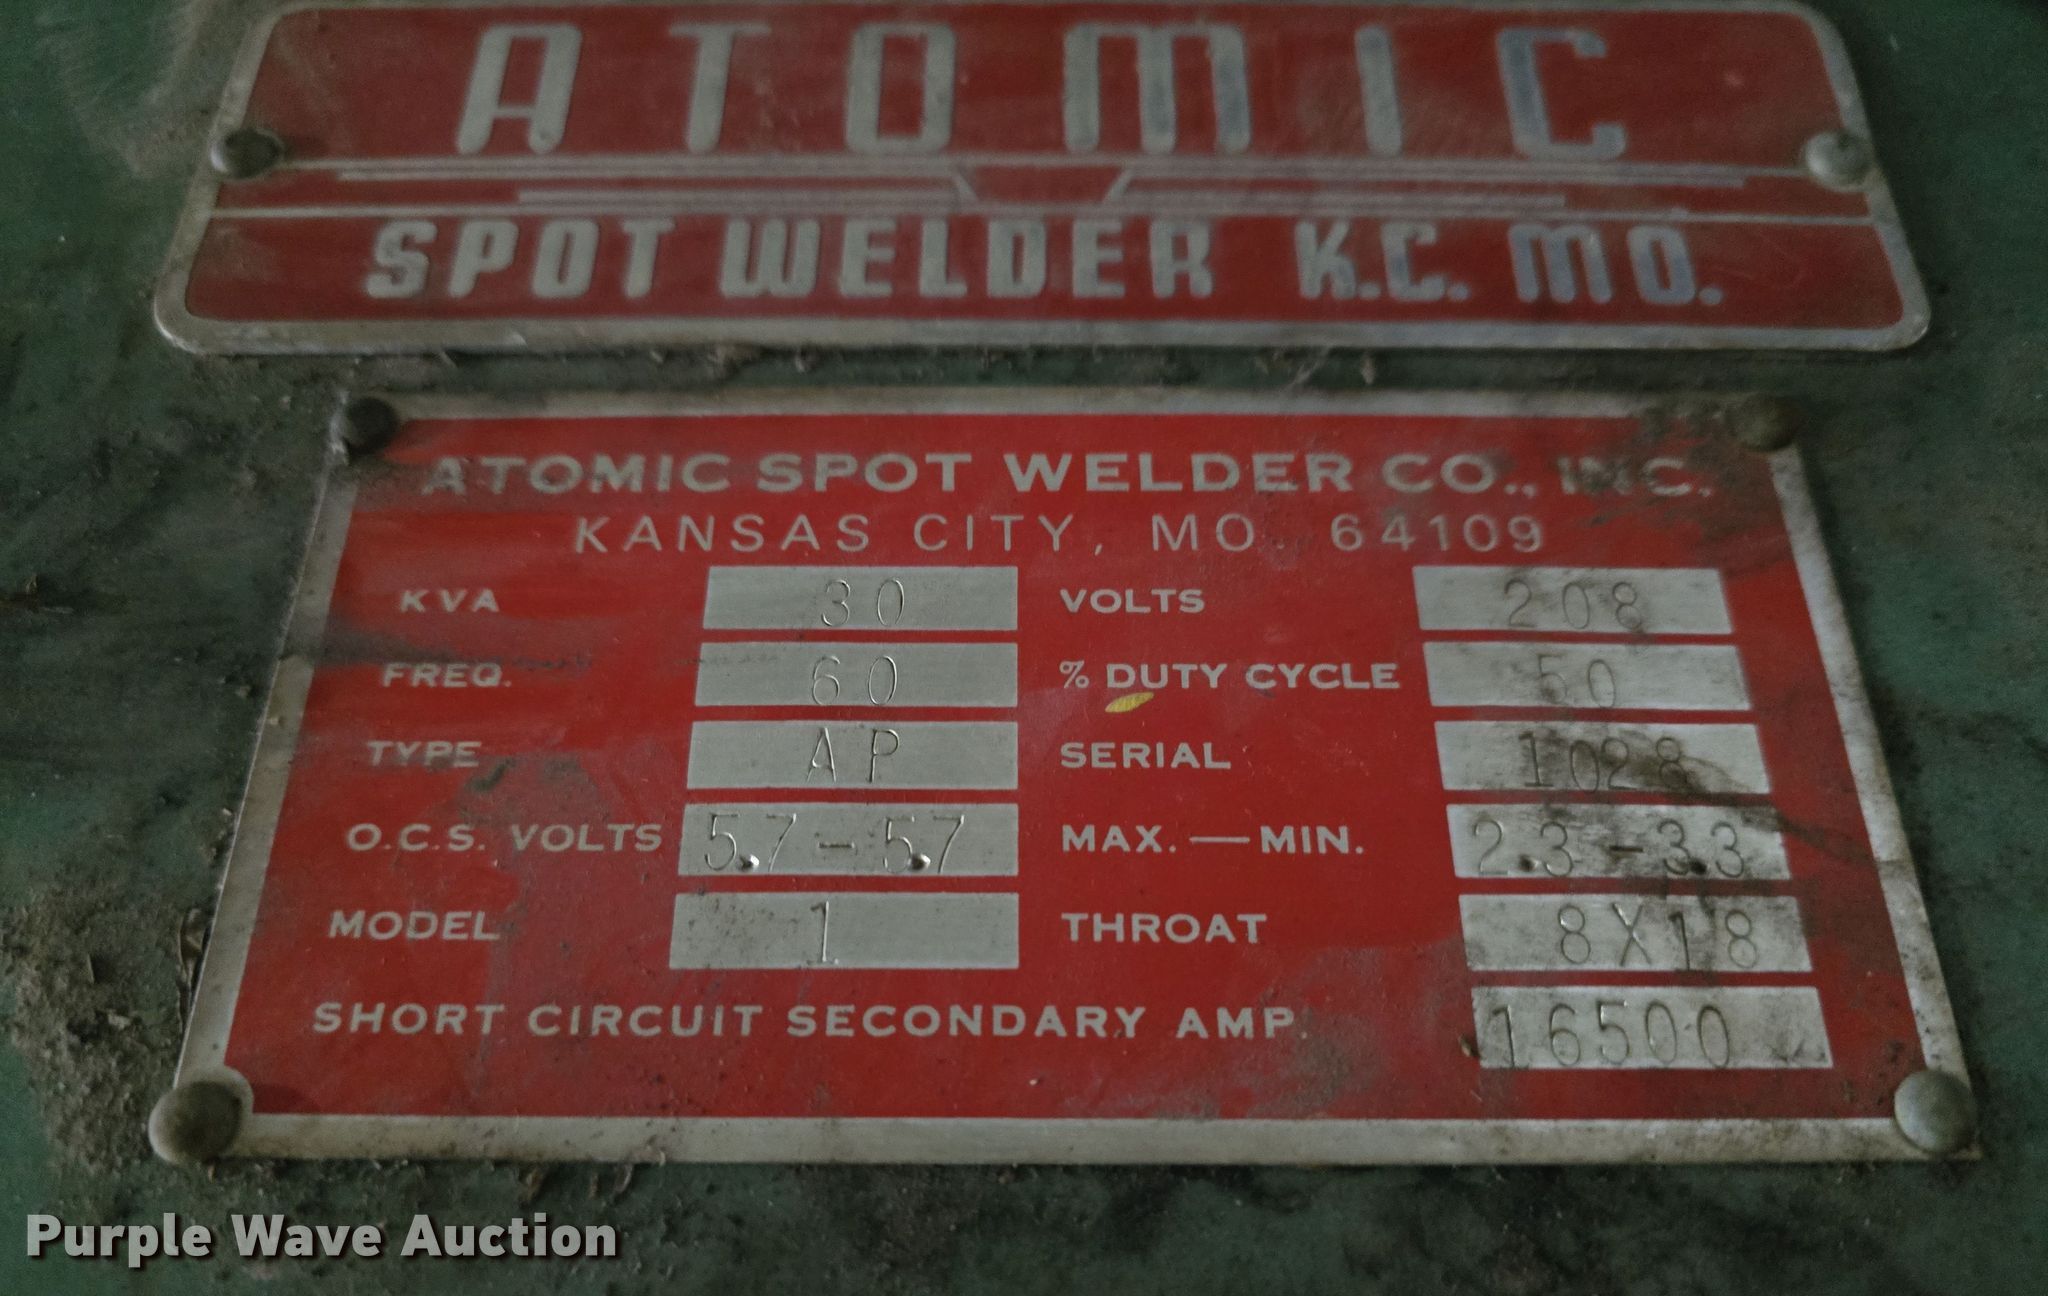 ATOMIC
SPOT WELDER K.C. MO.
ATOMIC SPOT WELDER CO., INC.
KANSAS CITY, MO. 64109
KVA 30 VOLTS 208
FREQ. 60 % DUTY CYCLE 50
TYPE AP SERIAL 1028
O.C.S. VOLTS 5.7-5.7 MAX.—MIN. 2.3-3.3
MODEL 1 THROAT 8X18
SHORT CIRCUIT SECONDARY AMP. 16500
Purple Wave Auction